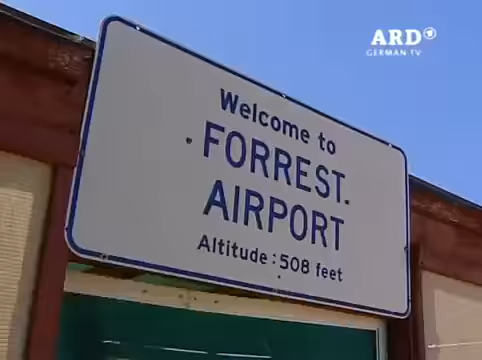 ARD
GERMAN TV
Welcome to
FORREST
AIRPORT
Altitude : 508 feet